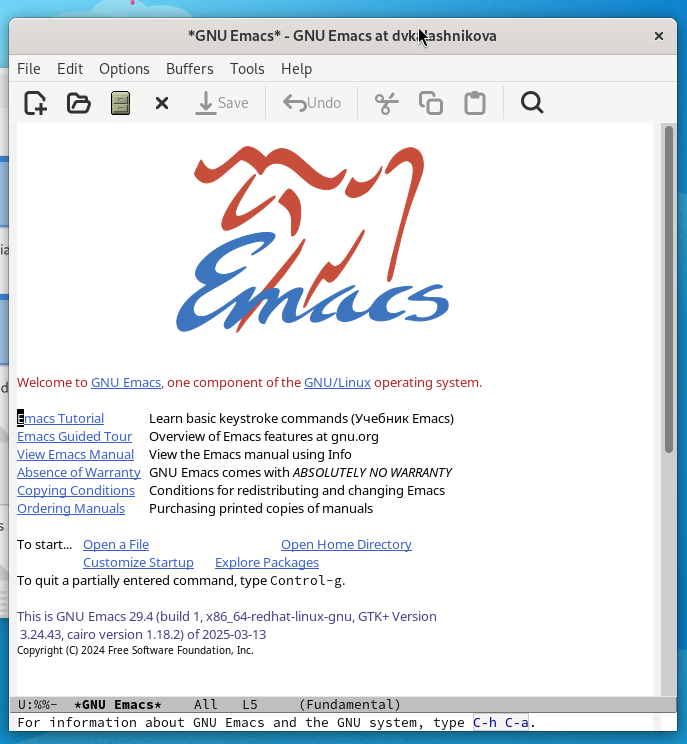 *GNU Emacs* - GNU Emacs at dvkalashnikova
File Edit Options Buffers Tools Help
Save Undo
Emacs
Welcome to GNU Emacs, one component of the GNU/Linux operating system.
Emacs Tutorial Learn basic keystroke commands (Учебник Emacs)
Emacs Guided Tour Overview of Emacs features at gnu.org
View Emacs Manual View the Emacs manual using Info
Absence of Warranty GNU Emacs comes with ABSOLUTELY NO WARRANTY
Copying Conditions Conditions for redistributing and changing Emacs
Ordering Manuals Purchasing printed copies of manuals
To start... Open a File Open Home Directory
Customize Startup Explore Packages
To quit a partially entered command, type Control-g.
This is GNU Emacs 29.4 (build 1, x86_64-redhat-linux-gnu, GTK+ Version
3.24.43, cairo version 1.18.2) of 2025-03-13
Copyright (C) 2024 Free Software Foundation, Inc.
U:%%- *GNU Emacs* All L5 (Fundamental)
For information about GNU Emacs and the GNU system, type C-h C-a.